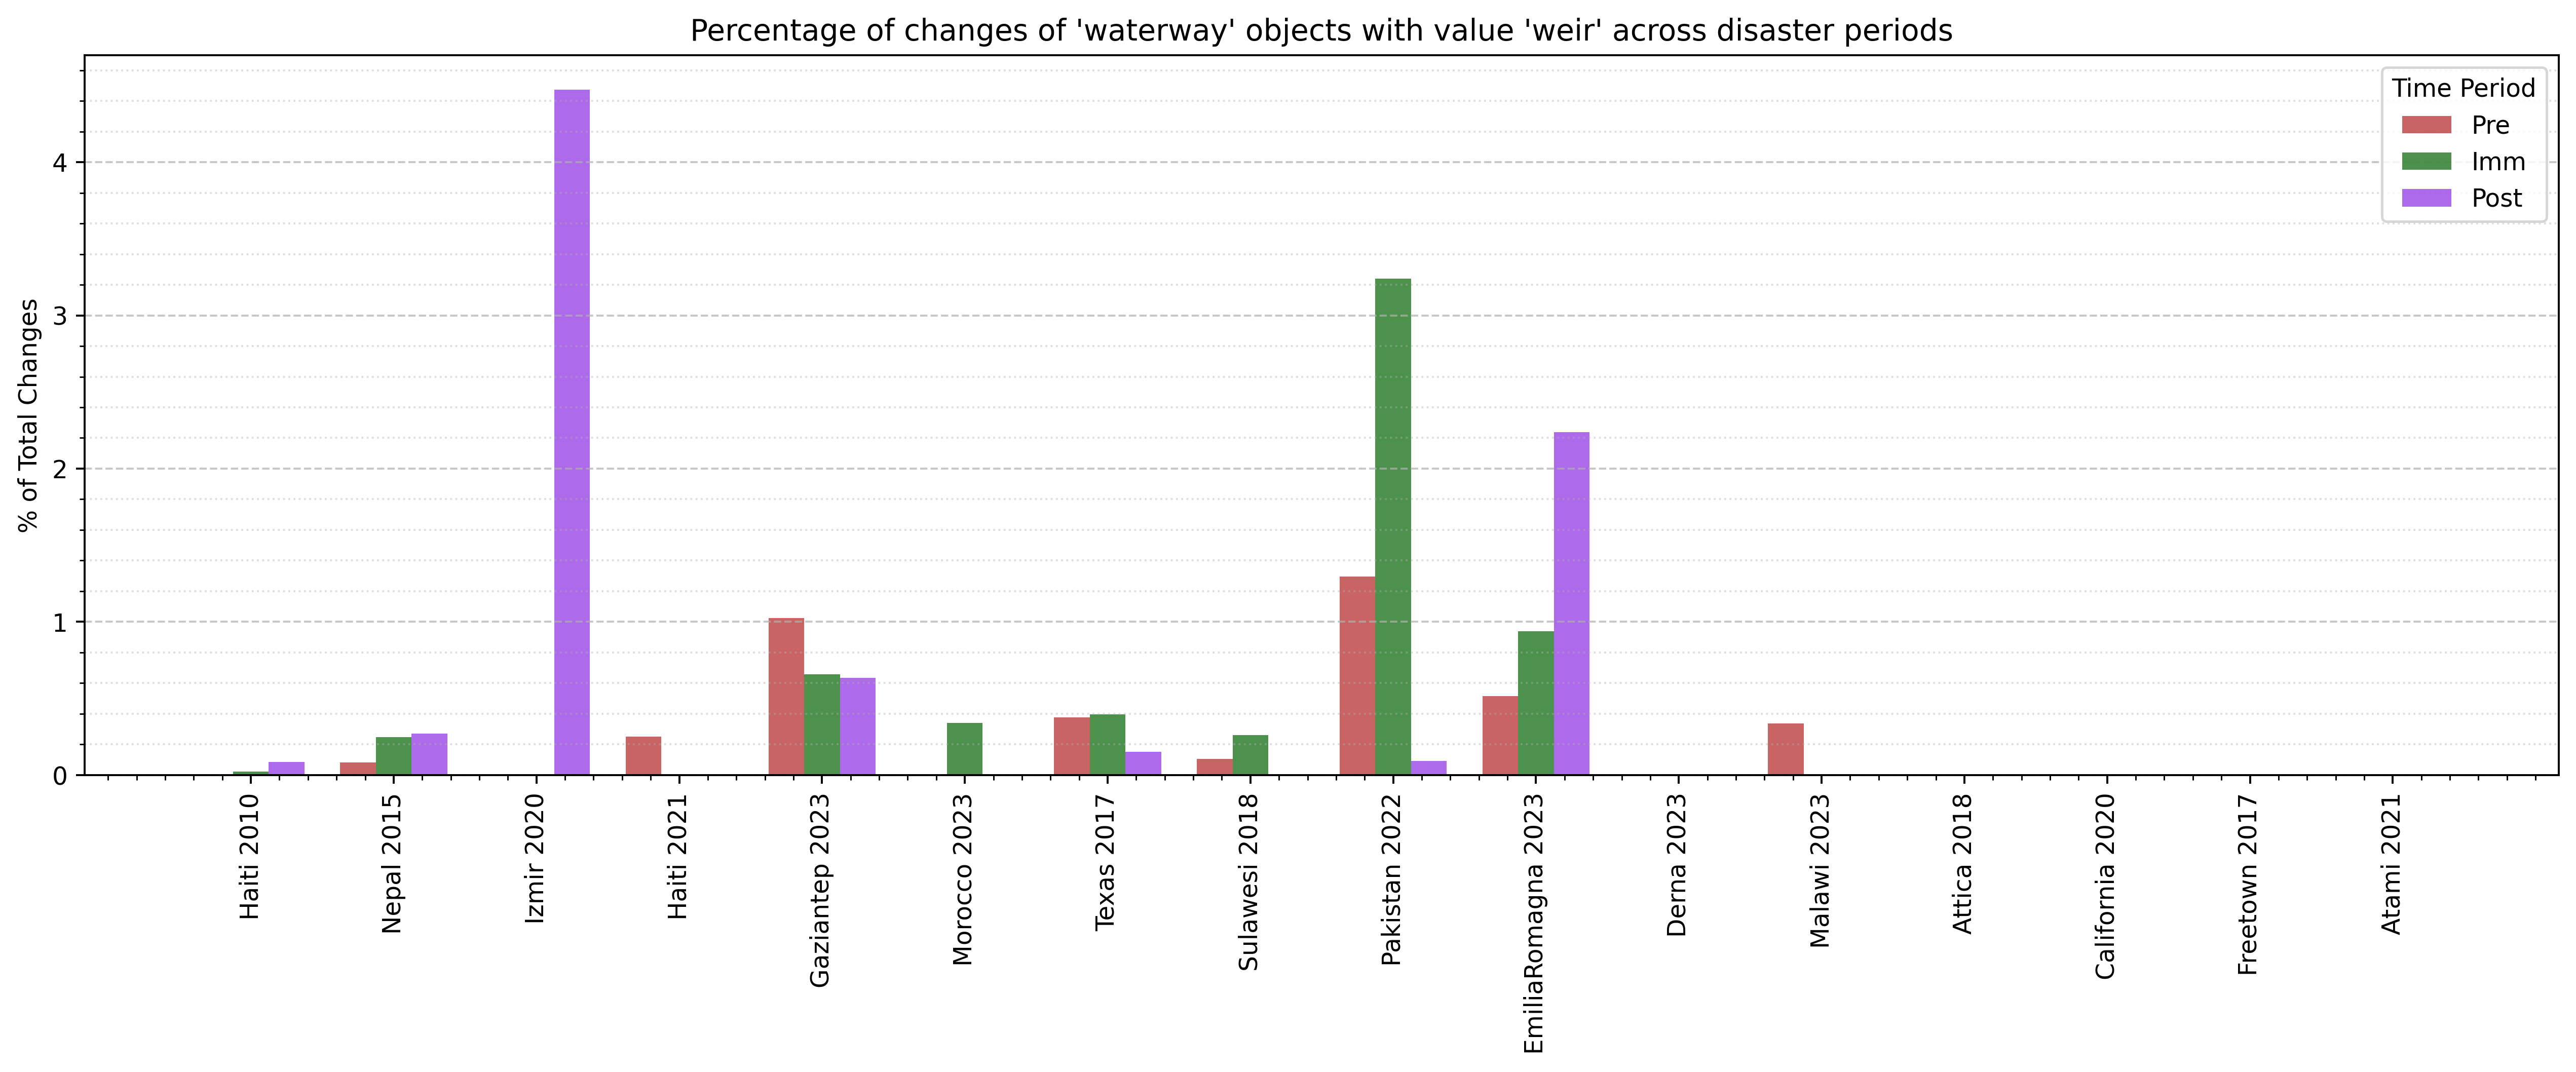 Percentage of changes of 'waterway' objects with value 'weir' across disaster periods
Time Period
Pre
Imm
Post
% of Total Changes
4
3
2
1
0
Haiti 2010
Nepal 2015
Izmir 2020
Haiti 2021
Gaziantep 2023
Morocco 2023
Texas 2017
Sulawesi 2018
Pakistan 2022
EmiliaRomagna 2023
Derna 2023
Malawi 2023
Attica 2018
California 2020
Freetown 2017
Atami 2021